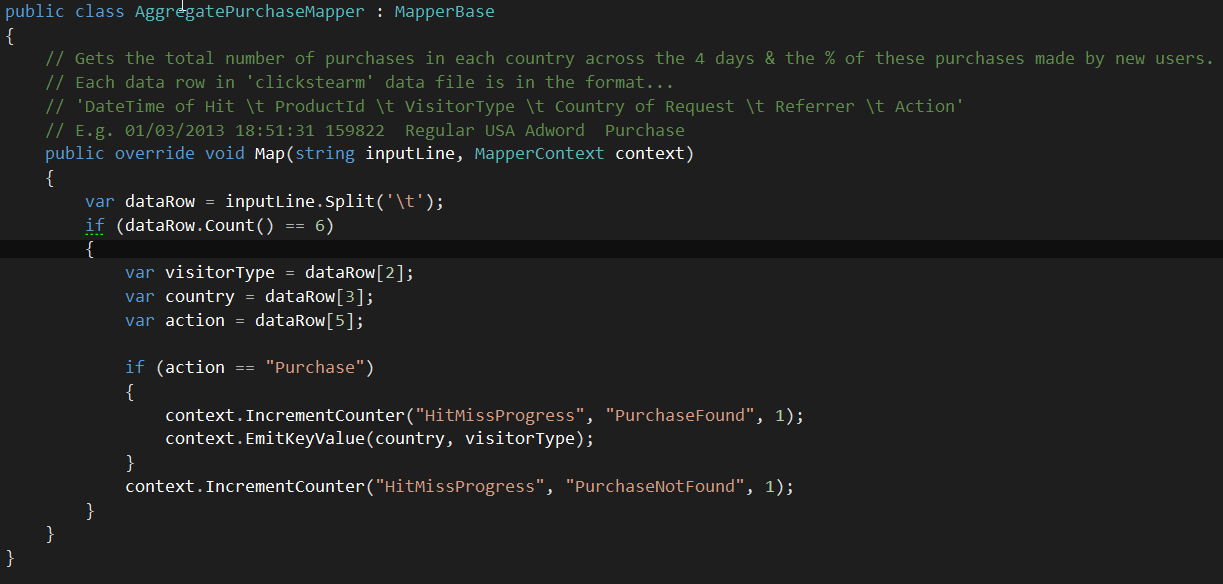 public class AggregatePurchaseMapper : MapperBase
{
    // Gets the total number of purchases in each country across the 4 days & the % of these purchases made by new users.
    // Each data row in 'clickstearm' data file is in the format...
    // 'DateTime of Hit \t ProductId \t VisitorType \t Country of Request \t Referrer \t Action'
    // E.g. 01/03/2013 18:51:31 159822  Regular USA Adword  Purchase
    public override void Map(string inputLine, MapperContext context)
    {
        var dataRow = inputLine.Split('\t');
        if (dataRow.Count() == 6)
        {
            var visitorType = dataRow[2];
            var country = dataRow[3];
            var action = dataRow[5];

            if (action == "Purchase")
            {
                context.IncrementCounter("HitMissProgress", "PurchaseFound", 1);
                context.EmitKeyValue(country, visitorType);
            }
            context.IncrementCounter("HitMissProgress", "PurchaseNotFound", 1);
        }
    }
}